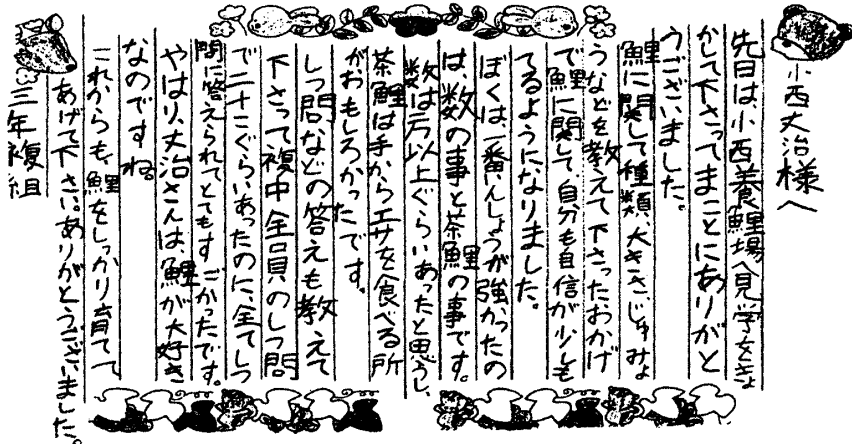 小西丈治様へ
先日は、小西養鯉場へ見学をきょ
かして下さってまことにありがと
うございました。
鯉に関して種類、大きさ、じゅみょ
うなどを教えて下さったおかげ
で鯉に関して、自分も自信が少しも
てるようになりました。
ぼくは、一番いんしょうが強かったの
は、数の事と茶鯉の事です。
数は万以上ぐらいあったと思うし、
茶鯉は手からエサを食べる所
がおもしろかったです。
しつ問などの答えも教えて
下さって複中全員のしつ問
で二十こぐらいあったのに、全てしつ
問に答えられてとてもすごかったです。
やはり、丈治さんは、鯉が大好き
なのですね。
これからも、鯉をしっかり育てて
あげて下さい。ありがとうございました。
三年複組